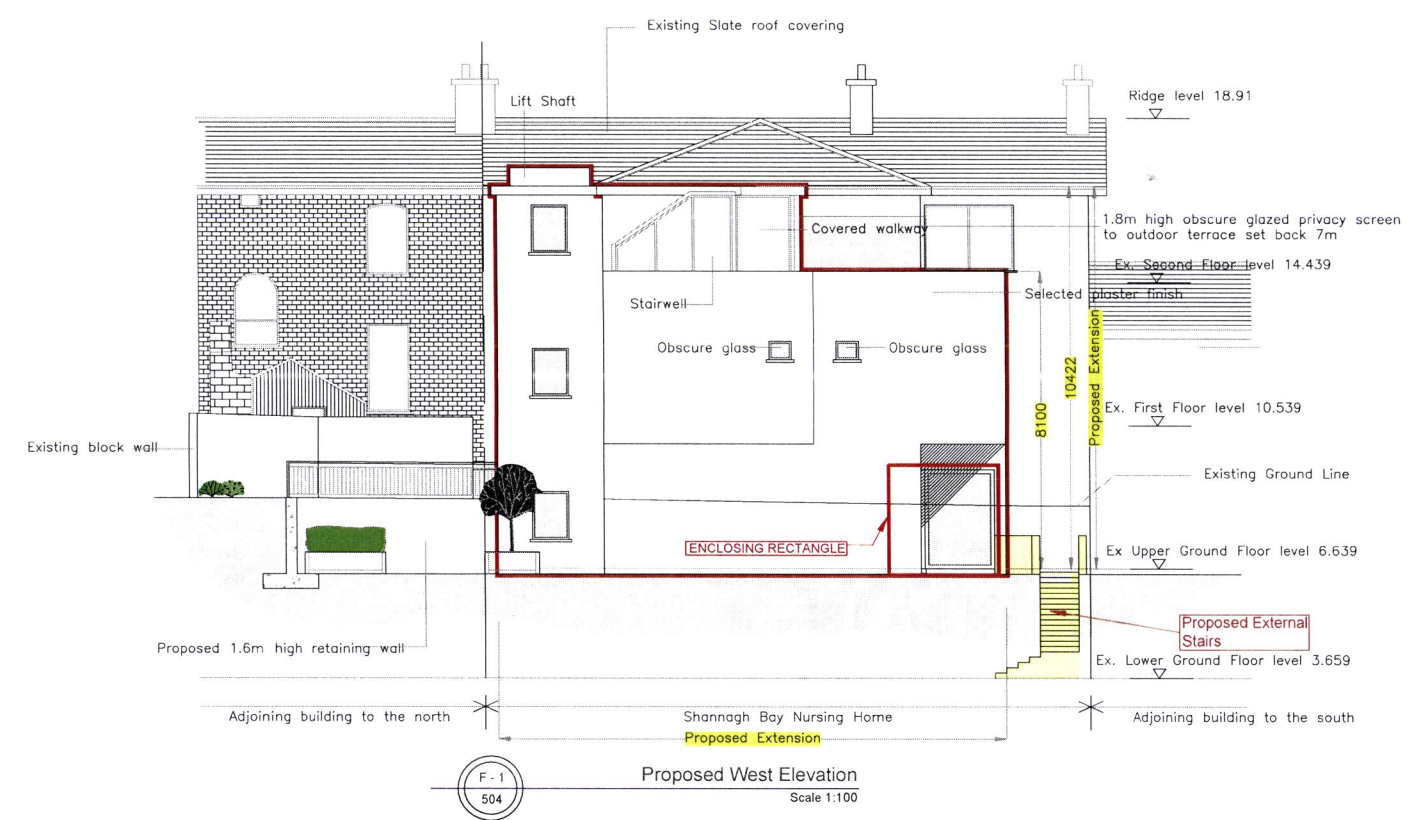 Existing Slate roof covering
Lift Shaft
Ridge level 18.91
1.8m high obscure glazed privacy screen
to outdoor terrace set back 7m
Covered walkway
Ex. Second Floor level 14.439
Selected plaster finish
Stairwell
Obscure glass
Obscure glass
8100
10422
Proposed Extension
Ex. First Floor level 10.539
Existing block wall
Existing Ground Line
ENCLOSING RECTANGLE
Ex Upper Ground Floor level 6.639
Proposed External
Stairs
Proposed 1.6m high retaining wall
Ex. Lower Ground Floor level 3.659
Adjoining building to the north
Shannagh Bay Nursing Home
Adjoining building to the south
Proposed Extension
F - 1
504
Proposed West Elevation
Scale 1:100